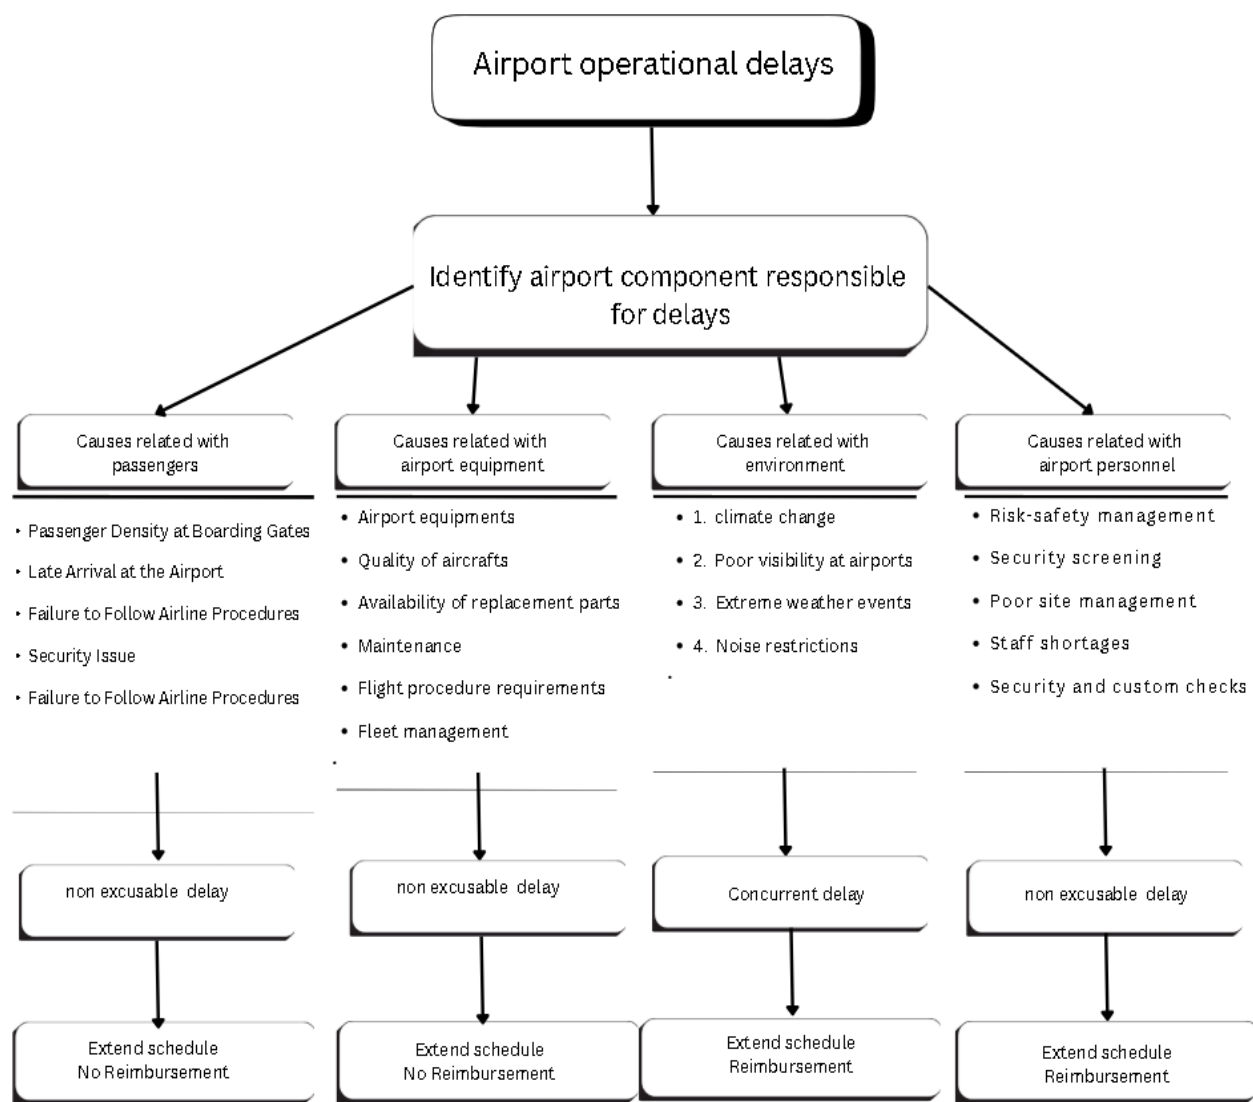 Airport operational delays
Identify airport component responsible
for delays
Causes related with
passengers
• Passenger Density at Boarding Gates
• Late Arrival at the Airport
• Failure to Follow Airline Procedures
• Security Issue
• Failure to Follow Airline Procedures
non excusable delay
Extend schedule
No Reimbursement
Causes related with
airport equipment
• Airport equipments
• Quality of aircrafts
• Availability of replacement parts
• Maintenance
• Flight procedure requirements
• Fleet management
non excusable delay
Extend schedule
No Reimbursement
Causes related with
environment
• 1. climate change
• 2. Poor visibility at airports
• 3. Extreme weather events
• 4. Noise restrictions
Concurrent delay
Extend schedule
Reimbursement
Causes related with
airport personnel
• Risk-safety management
• Security screening
• Poor site management
• Staff shortages
• Security and custom checks
non excusable delay
Extend schedule
Reimbursement